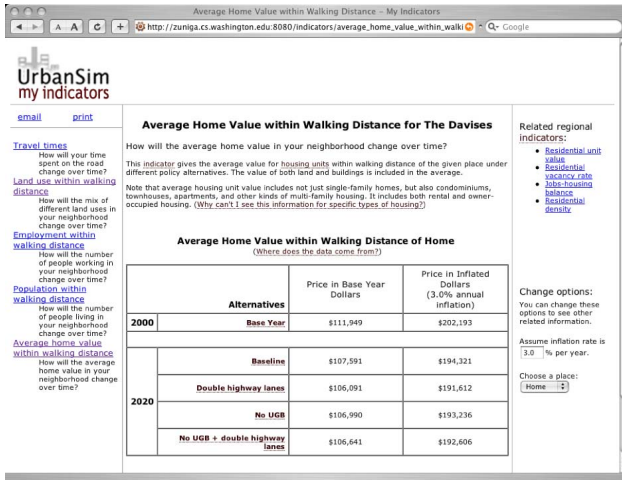 Average Home Value within Walking Distance – My Indicators
A A C +
http://zuniga.cs.washington.edu:8080/indicators/average_home_value_within_walki
Q Google
UrbanSim
my indicators
email print
Travel times
How will your time
spent on the road
change over time?
Land use within walking
distance
How will the mix of
different land uses in
your neighborhood
change over time?
Employment within
walking distance
How will the number
of people working in
your neighborhood
change over time?
Population within
walking distance
How will the number
of people living in
your neighborhood
change over time?
Average home value
within walking distance
How will the average
home value in your
neighborhood change
over time?
Average Home Value within Walking Distance for The Davises
How will the average home value in your neighborhood change over time?
This indicator gives the average value for housing units within walking distance of the given place under
different policy alternatives. The value of both land and buildings is included in the average.
Note that average housing unit value includes not just single-family homes, but also condominiums,
townhouses, apartments, and other kinds of multi-family housing. It includes both rental and owner-
occupied housing. (Why can't I see this information for specific types of housing?)
Average Home Value within Walking Distance of Home
(Where does the data come from?)
Alternatives
Price in Base Year
Dollars
Price in Inflated
Dollars
(3.0% annual
inflation)
2000 Base Year $111,949 $202,193
2020
Baseline $107,591 $194,321
Double highway lanes $106,091 $191,612
No UGB $106,990 $193,236
No UGB + double highway
lanes $106,641 $192,606
Related regional
indicators:
Residential unit
value
Residential
vacancy rate
Jobs-housing
balance
Residential
density
Change options:
You can change these
options to see other
related information.
Assume inflation rate is
3.0 % per year.
Choose a place:
Home